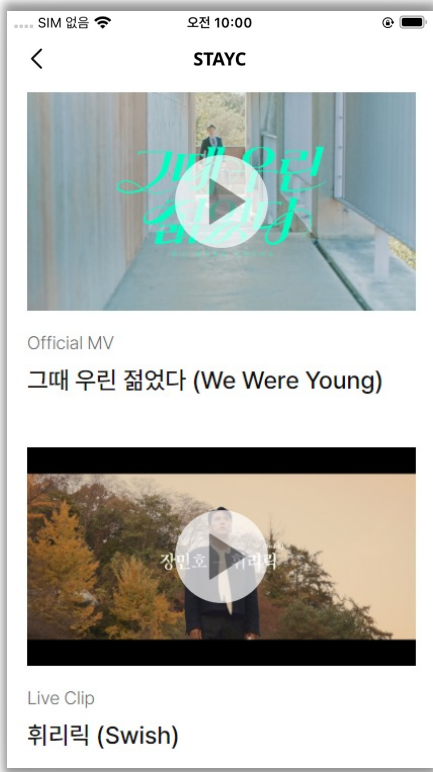 SIM 없음
오전 10:00
STAYC
그때 우린
젊었다
Official MV
그때 우린 젊었다 (We Were Young)
장민호 휘리릭
Live Clip
휘리릭 (Swish)